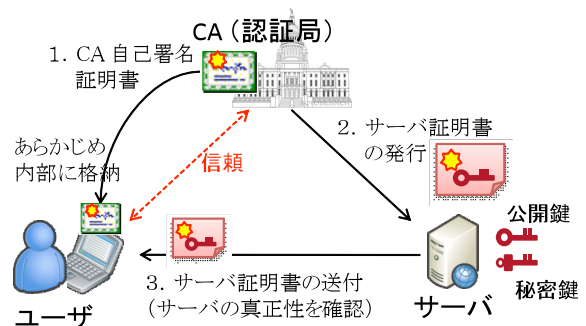 CA（認証局）
1. CA自己署名
証明書
あらかじめ
内部に格納
信頼
2. サーバ証明書
の発行
公開鍵
秘密鍵
3. サーバ証明書の送付
（サーバの真正性を確認）
ユーザ
サーバ